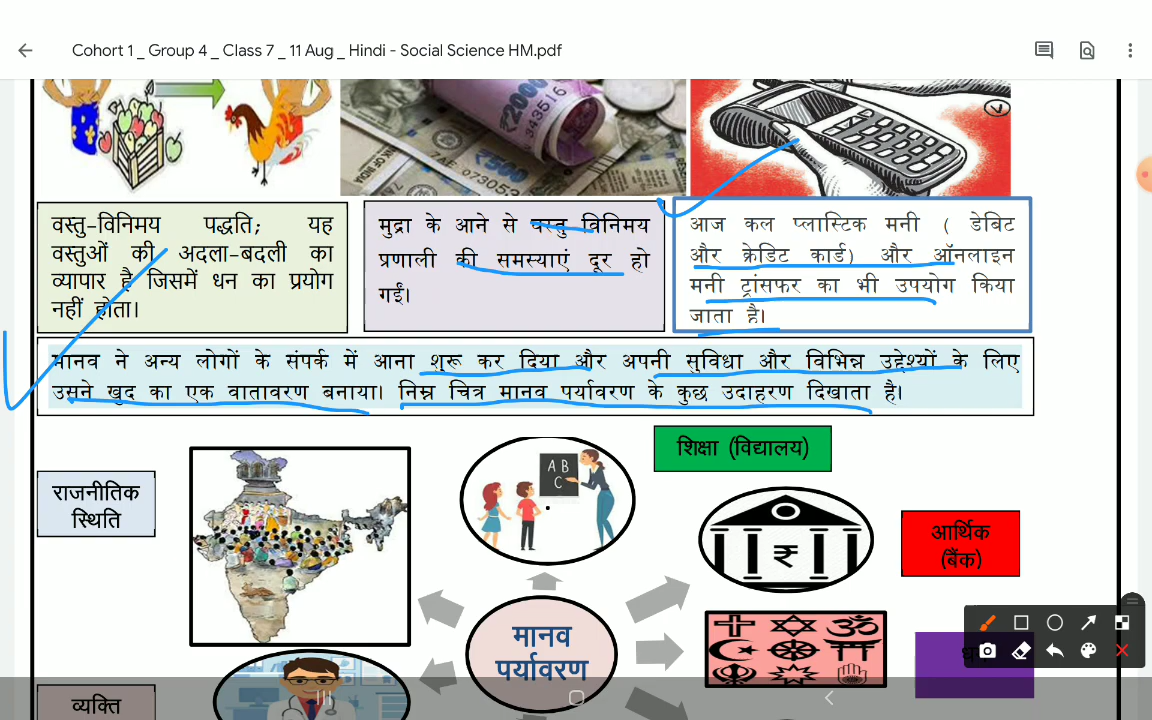 Cohort 1 _ Group 4 _ Class 7 _ 11 Aug _ Hindi - Social Science HM.pdf
वस्तु-विनिमय पद्धति; यह
वस्तुओं की अदला-बदली का
व्यापार है जिसमें धन का प्रयोग
नहीं होता।
मुद्रा के आने से वस्तु विनिमय
प्रणाली की समस्याएं दूर हो
गईं।
आज कल प्लास्टिक मनी ( डेबिट
और क्रेडिट कार्ड) और ऑनलाइन
मनी ट्रांसफर का भी उपयोग किया
जाता है।
मानव ने अन्य लोगों के संपर्क में आना शुरू कर दिया और अपनी सुविधा और विभिन्न उद्देश्यों के लिए
उसने खुद का एक वातावरण बनाया। निम्न चित्र मानव पर्यावरण के कुछ उदाहरण दिखाता है।
शिक्षा (विद्यालय)
राजनीतिक
स्थिति
A B
C
₹
आर्थिक
(बैंक)
मानव
पर्यावरण
व्यक्ति